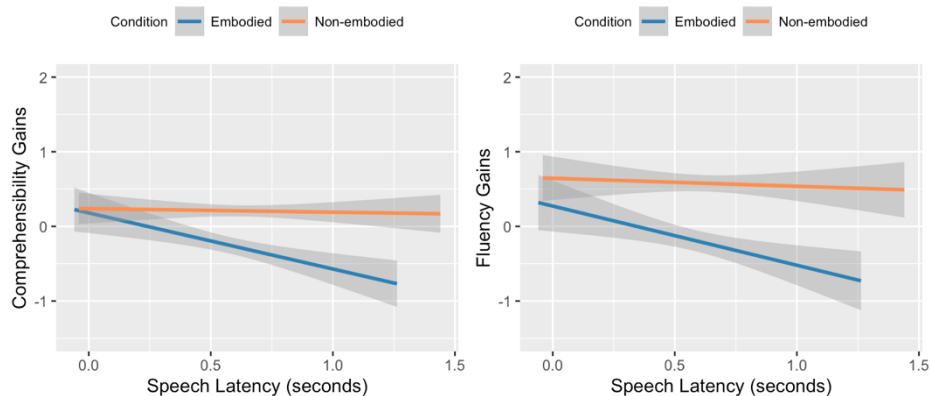 Condition Embodied Non-embodied
Comprehensibility Gains
2
1
0
-1
0.0 0.5 1.0 1.5
Speech Latency (seconds)
Condition Embodied Non-embodied
Fluency Gains
2
1
0
-1
0.0 0.5 1.0 1.5
Speech Latency (seconds)